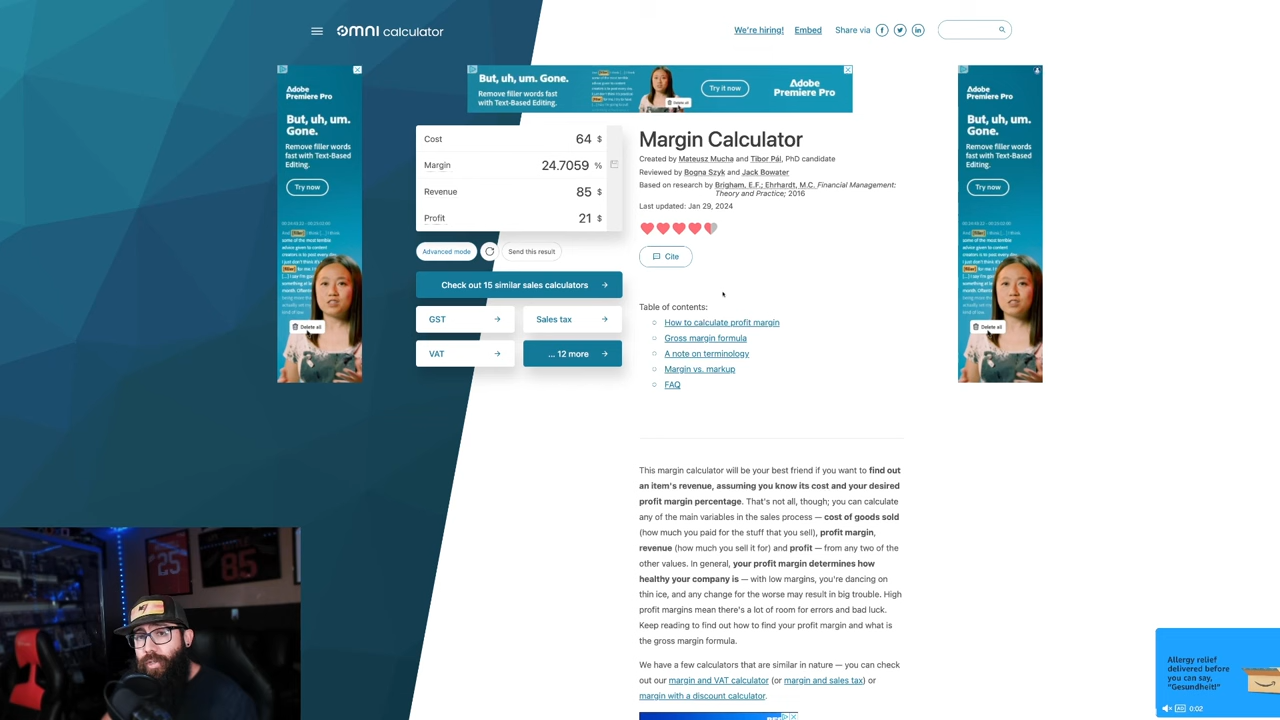 OMNI calculator
We're hiring!
Embed
Share via
Adobe
Premiere Pro
But, uh, um.
Gone.
Remove filler words
fast with Text-Based
Editing.
Try now
Delete all
But, uh, um. Gone.
Remove filler words
fast with Text-Based Editing.
Delete all
Try it now
Adobe
Premiere Pro
Adobe
Premiere Pro
But, uh, um.
Gone.
Remove filler words
fast with Text-Based
Editing.
Try now
Delete all
Cost 64 $
Margin 24.7059 %
Revenue 85 $
Profit 21 $
Advanced mode
Send this result
Check out 15 similar sales calculators
GST
Sales tax
VAT
... 12 more
Margin Calculator
Created by Mateusz Mucha and Tibor Pál, PhD candidate
Reviewed by Bogna Szyk and Jack Bowater
Based on research by Brigham, E.F.; Ehrhardt, M.C. Financial Management:
Theory and Practice; 2016
Last updated: Jan 29, 2024
Cite
Table of contents:
How to calculate profit margin
Gross margin formula
A note on terminology
Margin vs. markup
FAQ
This margin calculator will be your best friend if you want to find out
an item's revenue, assuming you know its cost and your desired
profit margin percentage. That's not all, though; you can calculate
any of the main variables in the sales process — cost of goods sold
(how much you paid for the stuff that you sell), profit margin,
revenue (how much you sell it for) and profit — from any two of the
other values. In general, your profit margin determines how
healthy your company is — with low margins, you're dancing on
thin ice, and any change for the worse may result in big trouble. High
profit margins mean there's a lot of room for errors and bad luck.
Keep reading to find out how to find your profit margin and what is
the gross margin formula.
We have a few calculators that are similar in nature — you can check
out our margin and VAT calculator (or margin and sales tax) or
margin with a discount calculator.
25
85
Allergy relief
delivered before
you can say,
"Gesundheit!"
AD 0:02